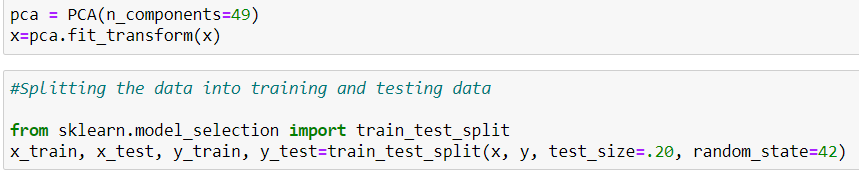 pca = PCA(n_components=49)
x=pca.fit_transform(x)
#Splitting the data into training and testing data
from sklearn.model_selection import train_test_split
x_train, x_test, y_train, y_test=train_test_split(x, y, test_size=.20, random_state=42)